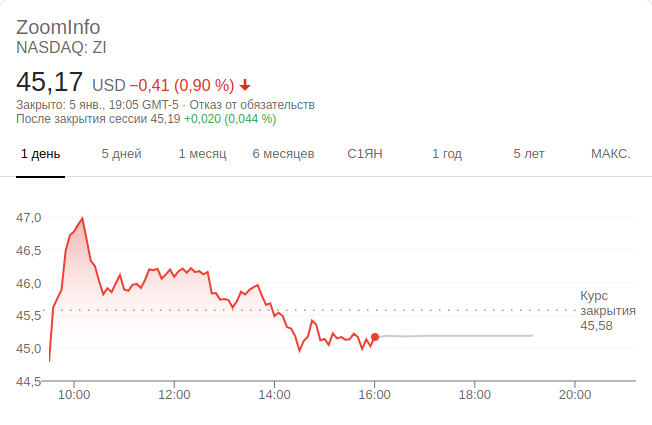 ZoomInfo
NASDAQ: ZI
45,17 USD −0,41 (0,90 %)
Закрыто: 5 янв., 19:05 GMT-5 · Отказ от обязательств
После закрытия сессии 45,19 +0,020 (0,044 %)
1 день 5 дней 1 месяц 6 месяцев С1ЯН 1 год 5 лет МАКС.
47,0
46,5
46,0
45,5
45,0
44,5
Курс
закрытия
45,58
10:00 12:00 14:00 16:00 18:00 20:00